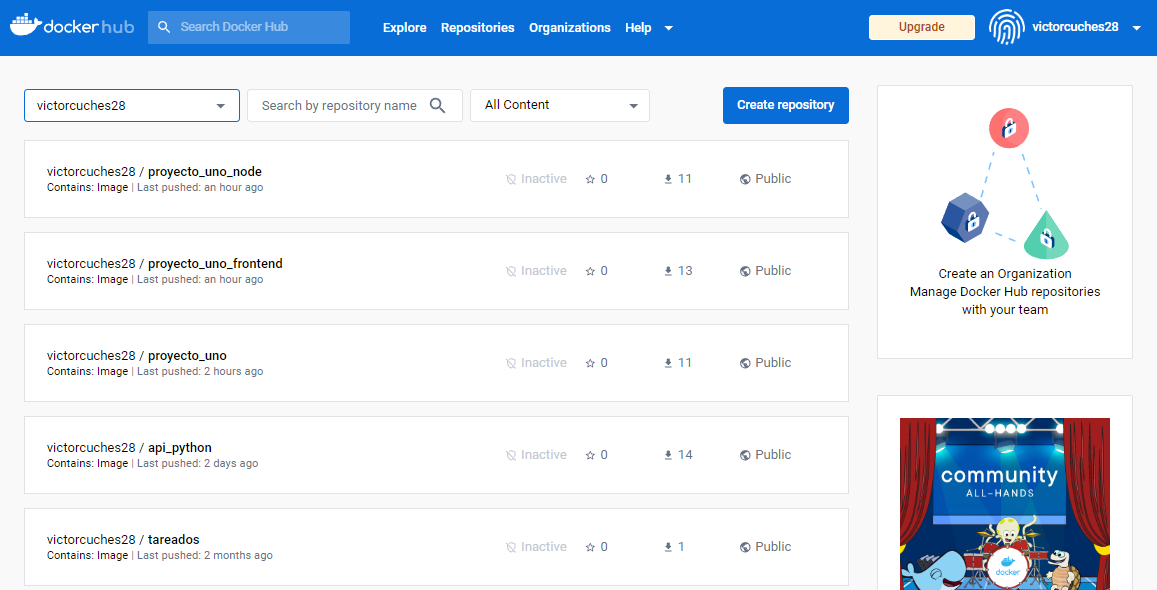 docker hub
Search Docker Hub
Explore Repositories Organizations Help
Upgrade
victorcuches28
victorcuches28
Search by repository name
All Content
Create repository
victorcuches28 / proyecto_uno_node
Contains: Image | Last pushed: an hour ago
Inactive 0 11 Public
victorcuches28 / proyecto_uno_frontend
Contains: Image | Last pushed: an hour ago
Inactive 0 13 Public
victorcuches28 / proyecto_uno
Contains: Image | Last pushed: 2 hours ago
Inactive 0 11 Public
victorcuches28 / api_python
Contains: Image | Last pushed: 2 days ago
Inactive 0 14 Public
victorcuches28 / tareados
Contains: Image | Last pushed: 2 months ago
Inactive 0 1 Public
Create an Organization
Manage Docker Hub repositories
with your team
community
ALL-HANDS
docker